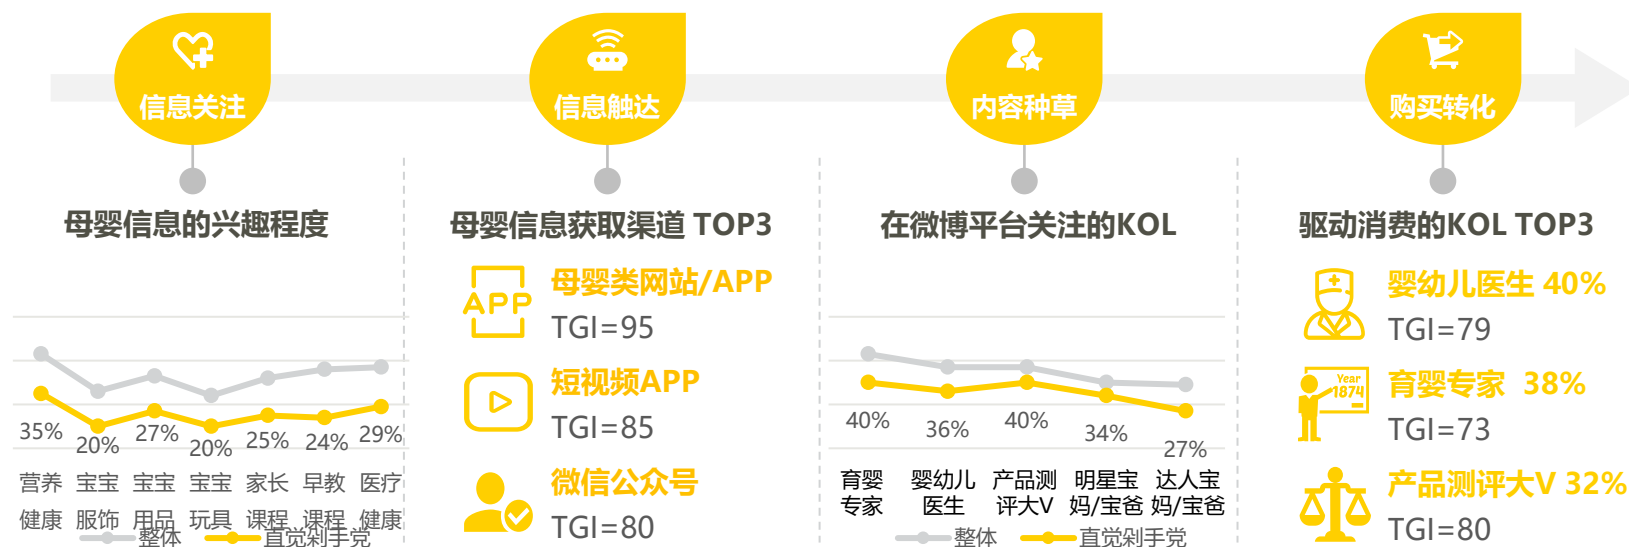 信息关注
信息触达
内容种草
购买转化
母婴信息的兴趣程度
35%
20%
27%
20%
25%
24%
29%
营养
健康
宝宝
服饰
宝宝
用品
宝宝
玩具
家长
课程
早教
课程
医疗
健康
整体
直觉剁手党
母婴信息获取渠道 TOP3
APP
母婴类网站/APP
TGI=95
短视频APP
TGI=85
微信公众号
TGI=80
在微博平台关注的KOL
40%
36%
40%
34%
27%
育婴
专家
婴幼儿
医生
产品测
评大V
明星宝
妈/宝爸
达人宝
妈/宝爸
整体
直觉剁手党
驱动消费的KOL TOP3
婴幼儿医生 40%
TGI=79
Year
1874
育婴专家 38%
TGI=73
产品测评大V 32%
TGI=80